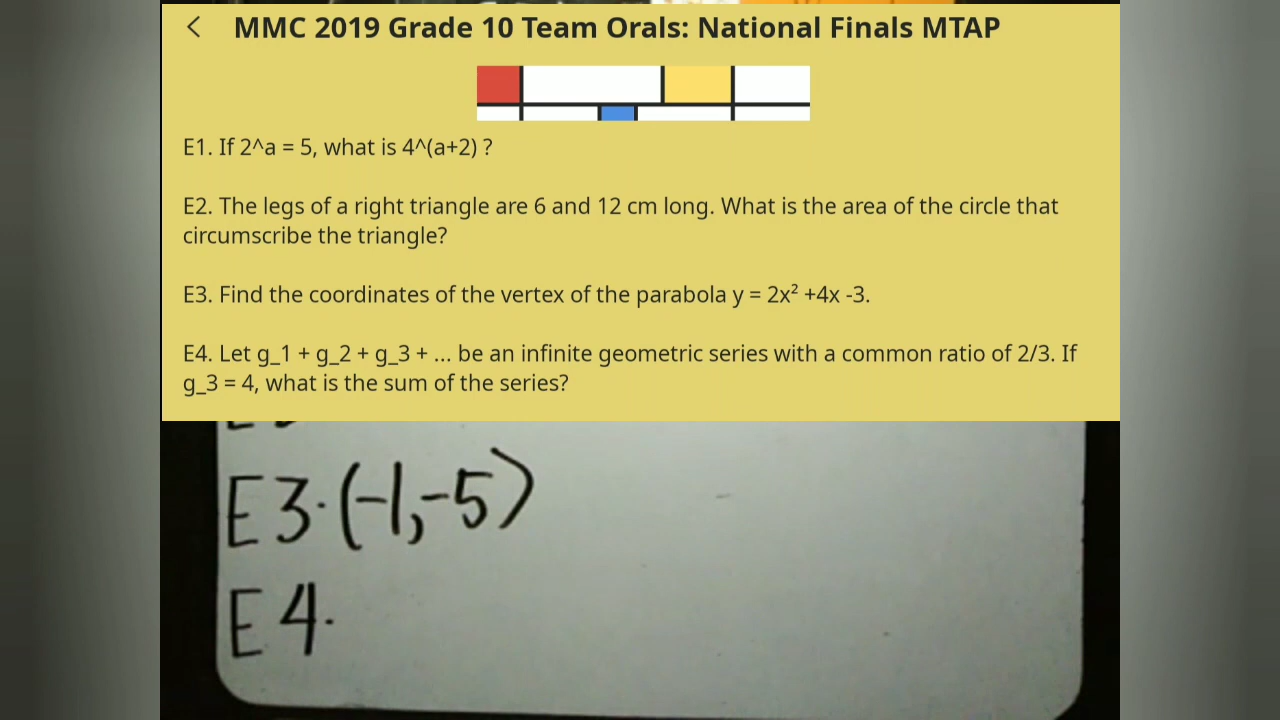 MMC 2019 Grade 10 Team Orals: National Finals MTAP
E1. If 2^a = 5, what is 4^(a+2) ?
E2. The legs of a right triangle are 6 and 12 cm long. What is the area of the circle that
circumscribe the triangle?
E3. Find the coordinates of the vertex of the parabola y = 2x² +4x -3.
E4. Let g_1 + g_2 + g_3 + ... be an infinite geometric series with a common ratio of 2/3. If
g_3 = 4, what is the sum of the series?
E3. (-1,-5)
E4.